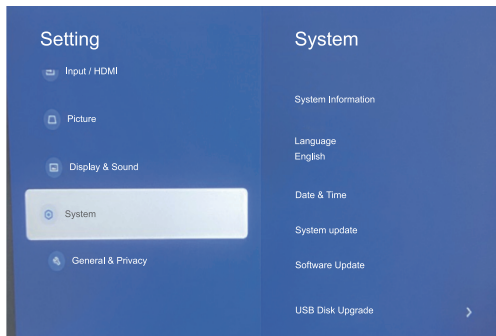 Setting
Input / HDMI
Picture
Display & Sound
System
General & Privacy
System
System Information
Language
English
Date & Time
System update
Software Update
USB Disk Upgrade